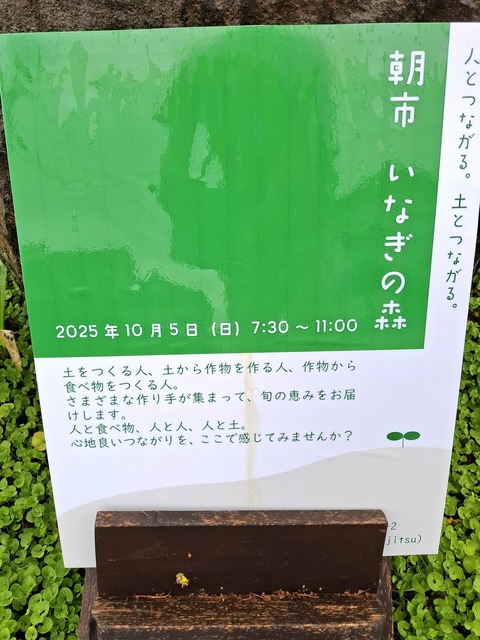 人とつながる。土とつながる。
朝市 いなぎの森
2025年10月5日（日）7:30～11:00
土をつくる人、土から作物を作る人、作物から
食べ物をつくる人。
さまざまな作り手が集まって、旬の恵みをお届
けします。
人と食べ物、人と人、人と土。
心地良いつながりを、ここで感じてみませんか？
2
jitsu)